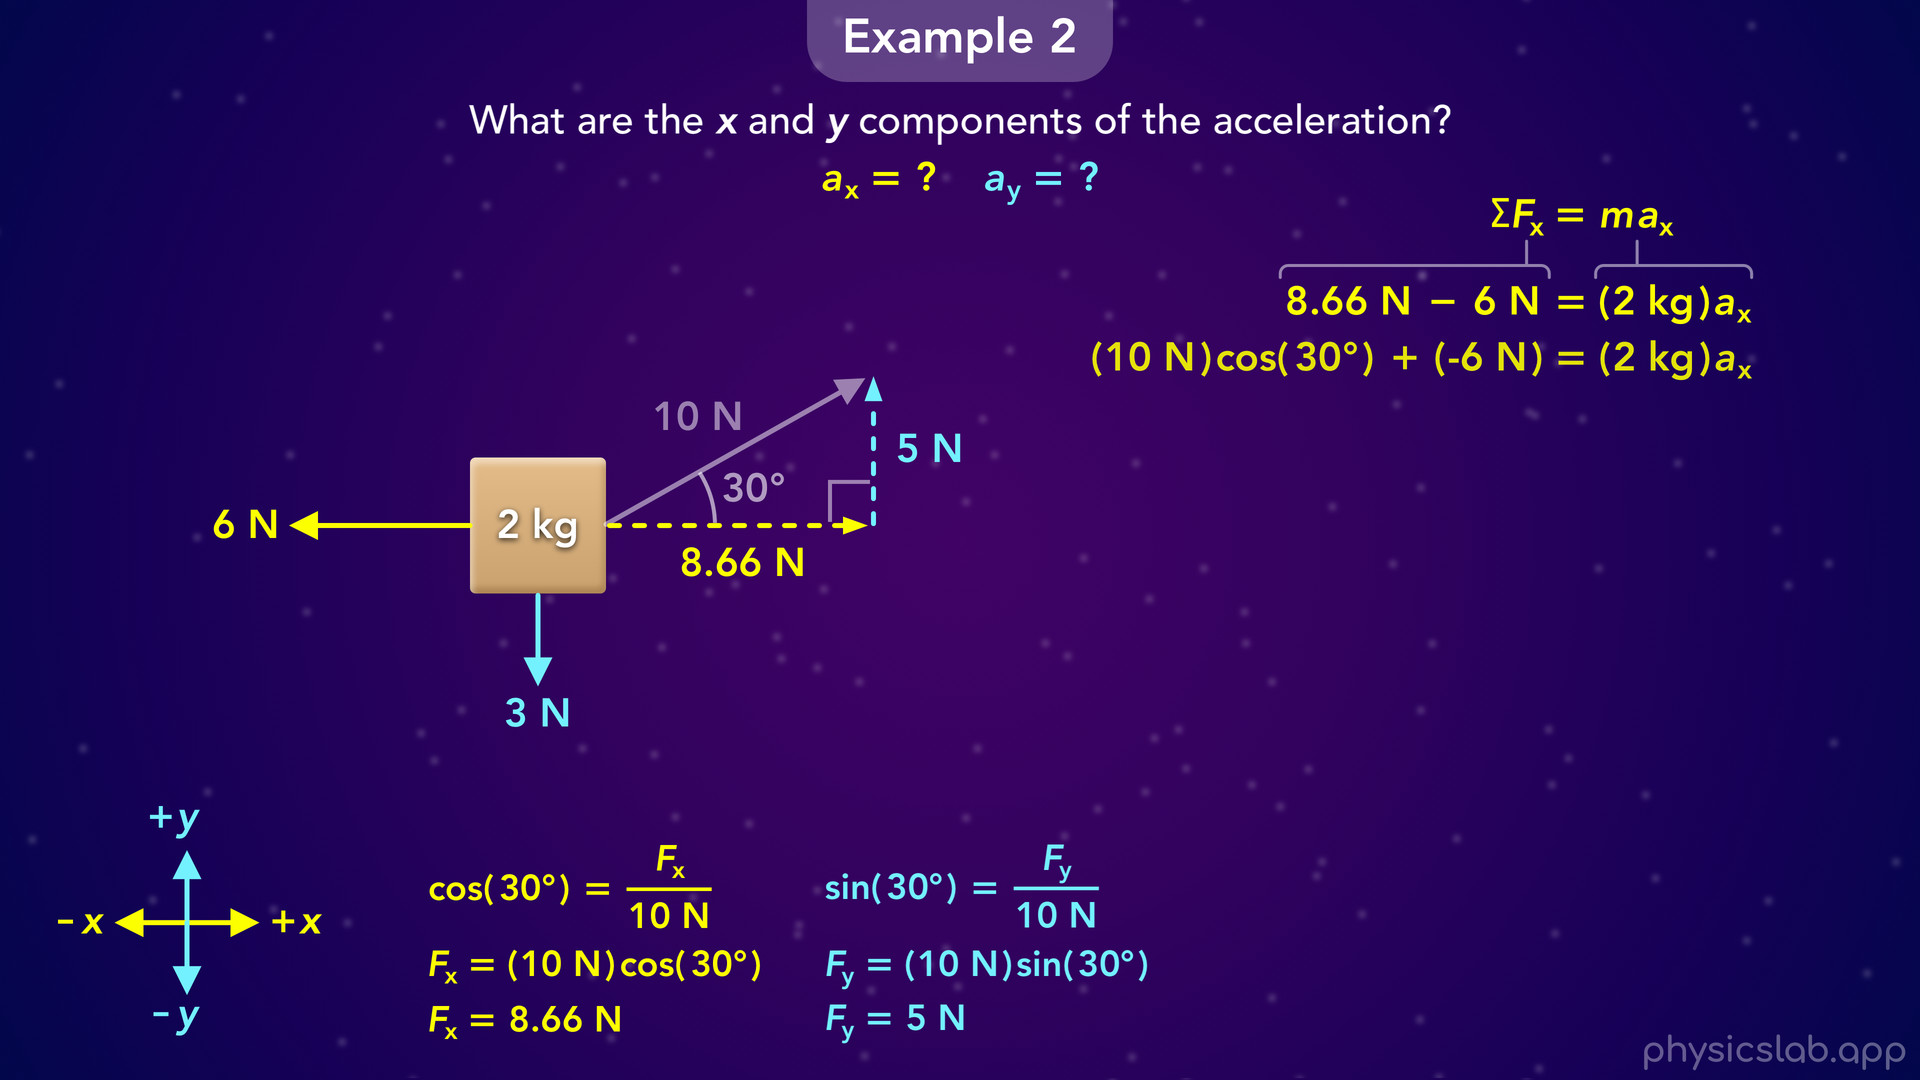 Example 2
What are the x and y components of the acceleration?
aₓ = ? a_y = ?
ΣFₓ = maₓ
8.66 N − 6 N = (2 kg)aₓ
(10 N)cos(30°) + (-6 N) = (2 kg)aₓ
10 N
5 N
30°
6 N
2 kg
8.66 N
3 N
+y
-x
+x
-y
cos(30°) = Fₓ / 10 N
Fₓ = (10 N)cos(30°)
Fₓ = 8.66 N
sin(30°) = F_y / 10 N
F_y = (10 N)sin(30°)
F_y = 5 N
physicslab.app